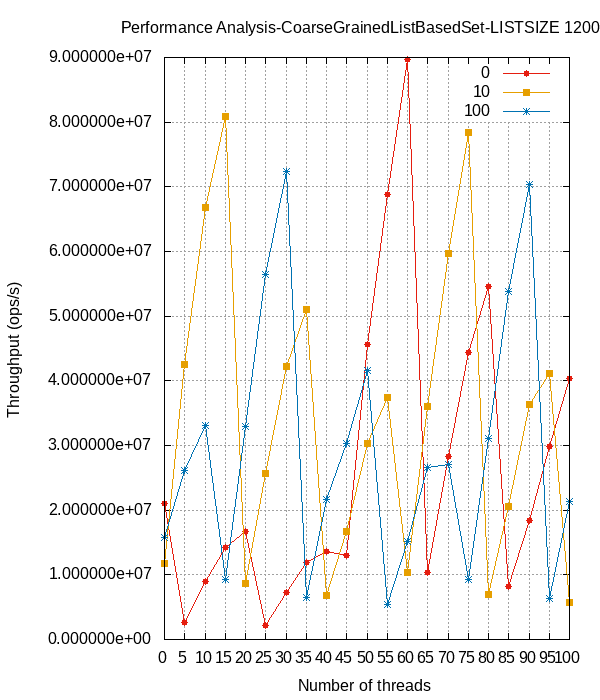 Performance Analysis-CoarseGrainedListBasedSet-LISTSIZE 1200
9.000000e+07
0
10
100
8.000000e+07
7.000000e+07
6.000000e+07
5.000000e+07
4.000000e+07
3.000000e+07
2.000000e+07
1.000000e+07
0.000000e+00
Throughput (ops/s)
0 5 10 15 20 25 30 35 40 45 50 55 60 65 70 75 80 85 90 95 100
Number of threads